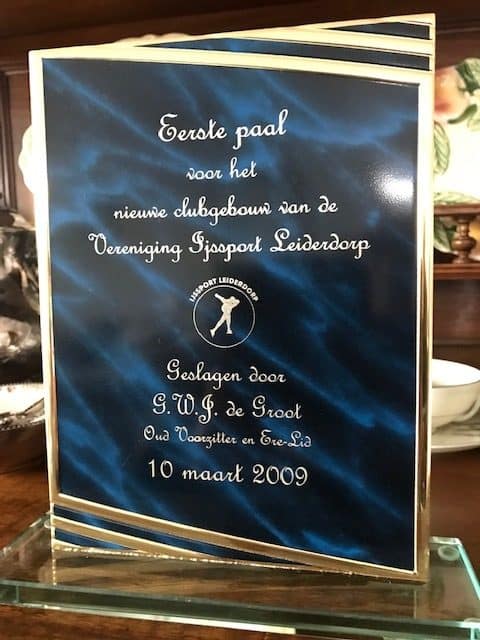 Eerste paal
voor het
nieuwe clubgebouw van de
Vereniging Ijssport Leiderdorp
IJSSPORT LEIDERDORP
Geslagen door
G.W.J. de Groot
Oud Voorzitter en Ere-Lid
10 maart 2009